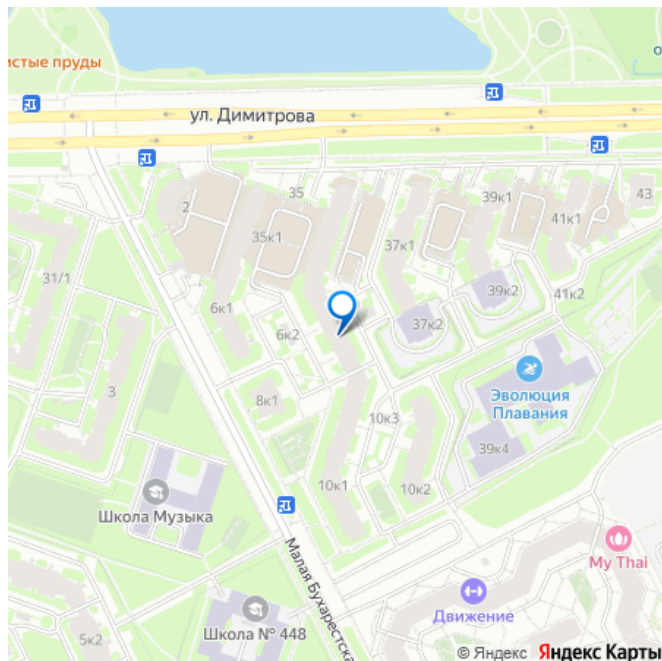 истые пруды
о
ул. Димитрова
35
2
39к1
43
35к1
41к1
37к1
31/1
39к2
41к2
6к1
6к2
37к2
Эволюция
Плавания
3
8к1
10к3
39к4
10к1
10к2
Школа Музыка
My Thai
Малая Бухарестска
Движение
Школа № 448
5к2
© Яндекс Яндекс Карты